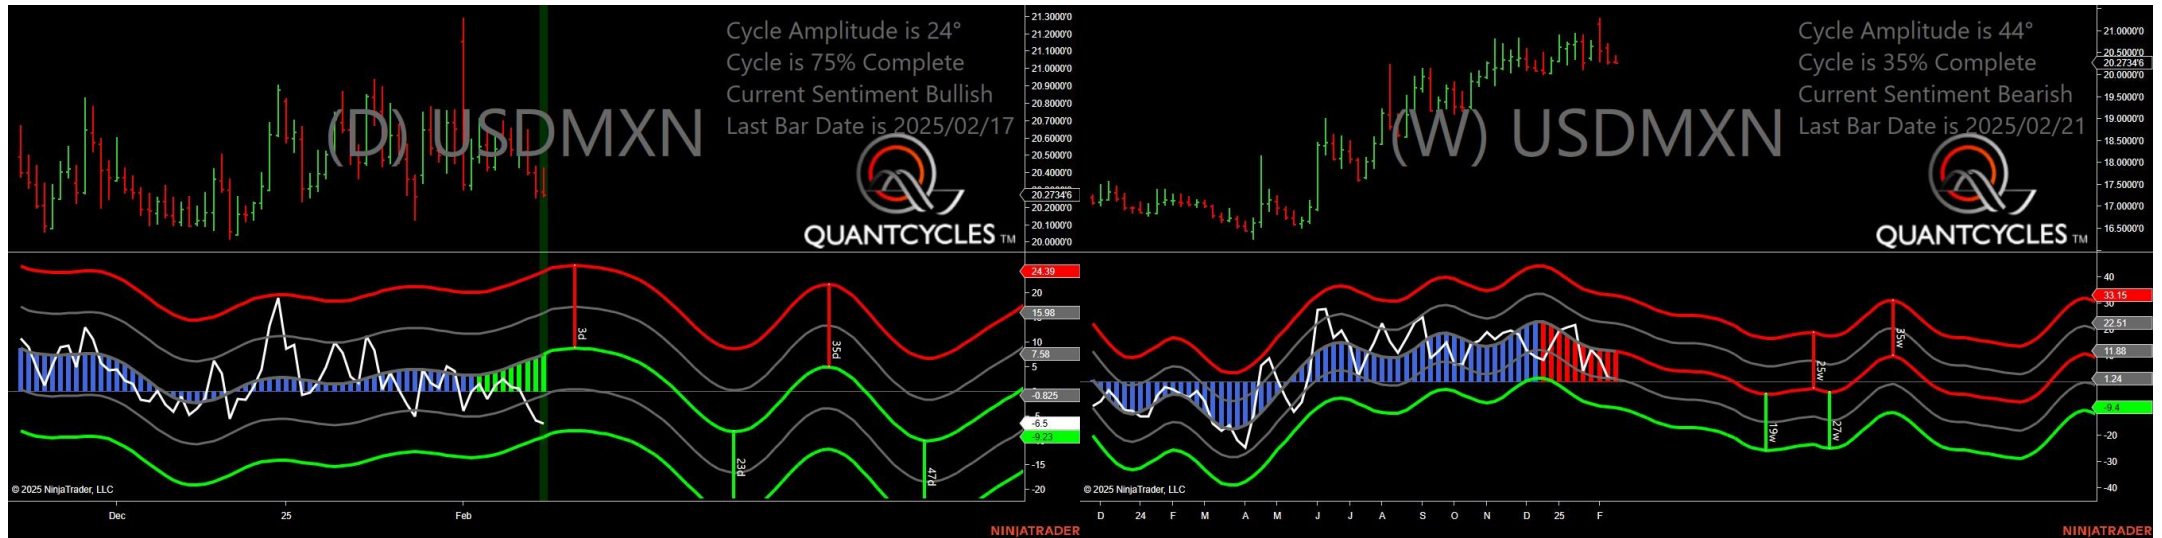 Cycle Amplitude is 24°
Cycle is 75% Complete
Current Sentiment Bullish
Last Bar Date is 2025/02/17
(D) USDMXN
QUANTCYCLES TM
21.3000'0
21.2000'0
21.1000'0
21.0000'0
20.9000'0
20.8000'0
20.7000'0
20.6000'0
20.5000'0
20.4000'0
20.2734'6
20.2000'0
20.1000'0
20.0000'0
24.39
20
15.98
10
7.58
5
-0.825
-6.5
-9.23
-15
-20
3d
23d
35d
47d
© 2025 NinjaTrader, LLC
Dec 25 Feb
NINJATRADER
Cycle Amplitude is 44°
Cycle is 35% Complete
Current Sentiment Bearish
Last Bar Date is 2025/02/21
(W) USDMXN
QUANTCYCLES TM
21.0000'0
20.5000'0
20.2734'6
20.0000'0
19.5000'0
19.0000'0
18.5000'0
18.0000'0
17.5000'0
17.0000'0
16.5000'0
40
33.15
30
22.51
11.88
1.24
-9.4
-20
-30
-40
19w
25w
27w
35w
© 2025 NinjaTrader, LLC
D 24 F M A M J J A S O N D 25 F
NINJATRADER